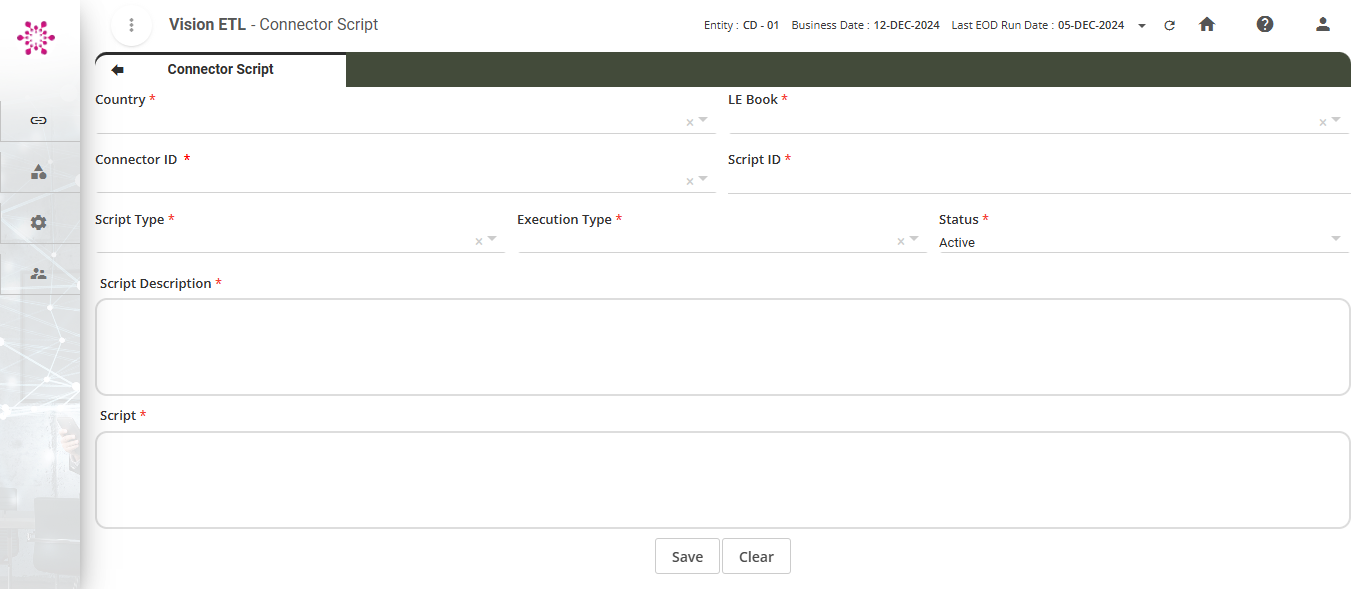 Vision ETL - Connector Script
Entity : CD - 01 Business Date : 12-DEC-2024 Last EOD Run Date : 05-DEC-2024
Connector Script
Country *
LE Book *
Connector ID *
Script ID *
Script Type *
Execution Type *
Status *
Active
Script Description *
Script *
Save
Clear